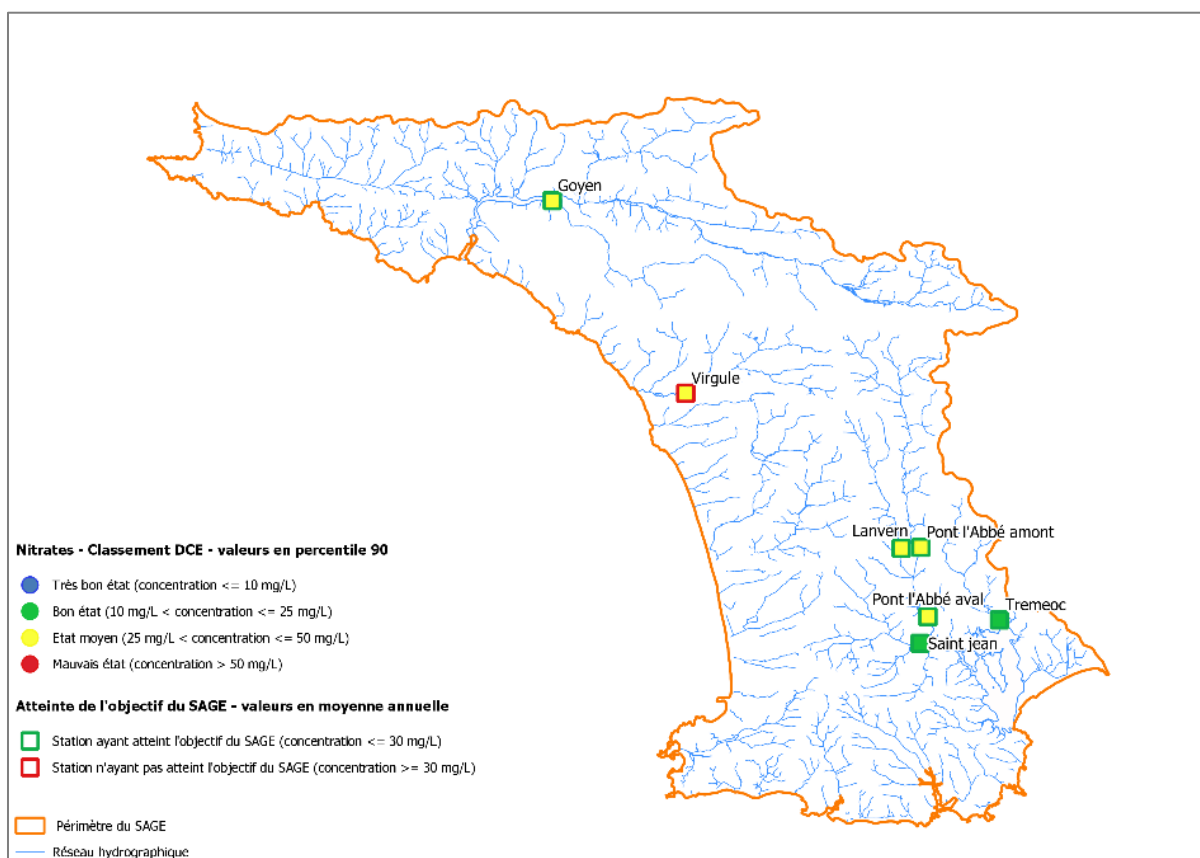 Goyen
Virgule
Lanvern
Pont l'Abbé amont
Pont l'Abbé aval
Tremeoc
Saint jean
Nitrates - Classement DCE - valeurs en percentile 90
Très bon état (concentration <= 10 mg/L)
Bon état (10 mg/L < concentration <= 25 mg/L)
Etat moyen (25 mg/L < concentration <= 50 mg/L)
Mauvais état (concentration > 50 mg/L)
Atteinte de l'objectif du SAGE - valeurs en moyenne annuelle
Station ayant atteint l'objectif du SAGE (concentration <= 30 mg/L)
Station n'ayant pas atteint l'objectif du SAGE (concentration >= 30 mg/L)
Périmètre du SAGE
Réseau hydrographique